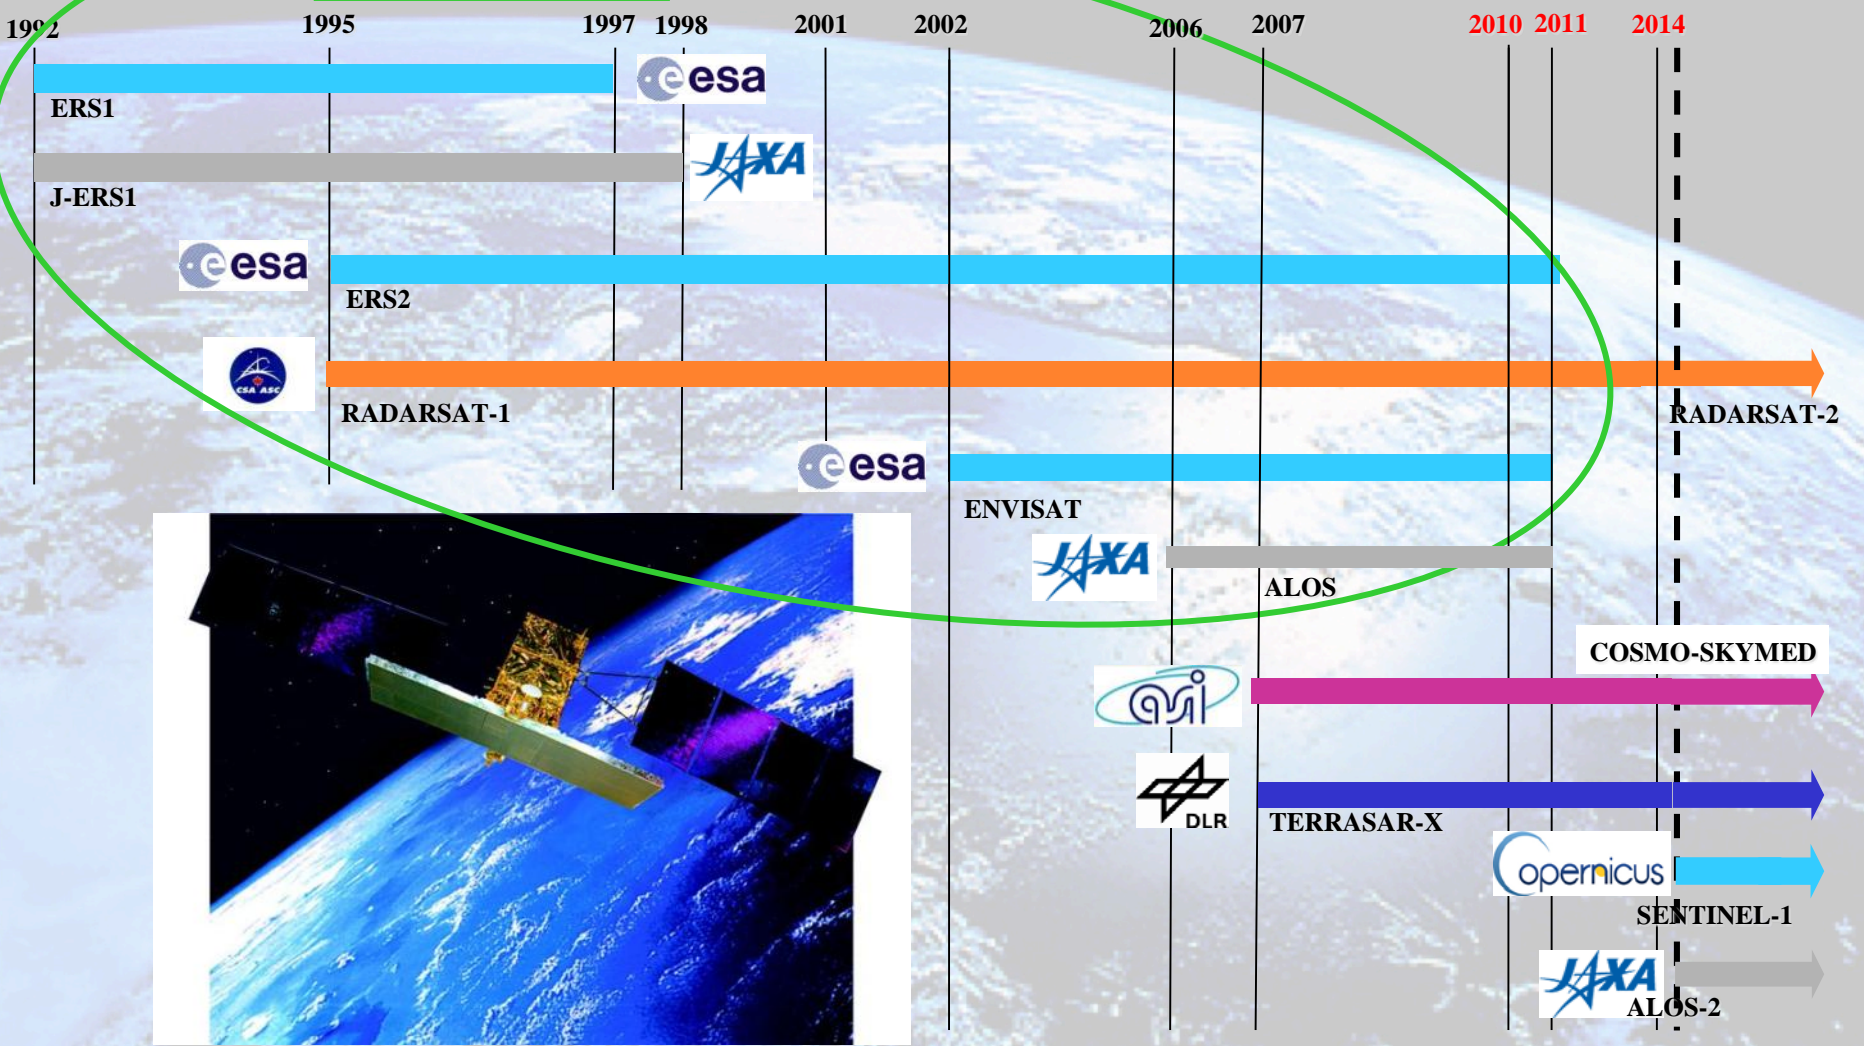 1992 1995 1997 1998 2001 2002 2006 2007 2010 2011 2014
esa
ERS1
JAXA
J-ERS1
esa
ERS2
CSA ASC
RADARSAT-1
RADARSAT-2
esa
ENVISAT
JAXA
ALOS
COSMO-SKYMED
asi
DLR
TERRASAR-X
Copernicus
SENTINEL-1
JAXA
ALOS-2